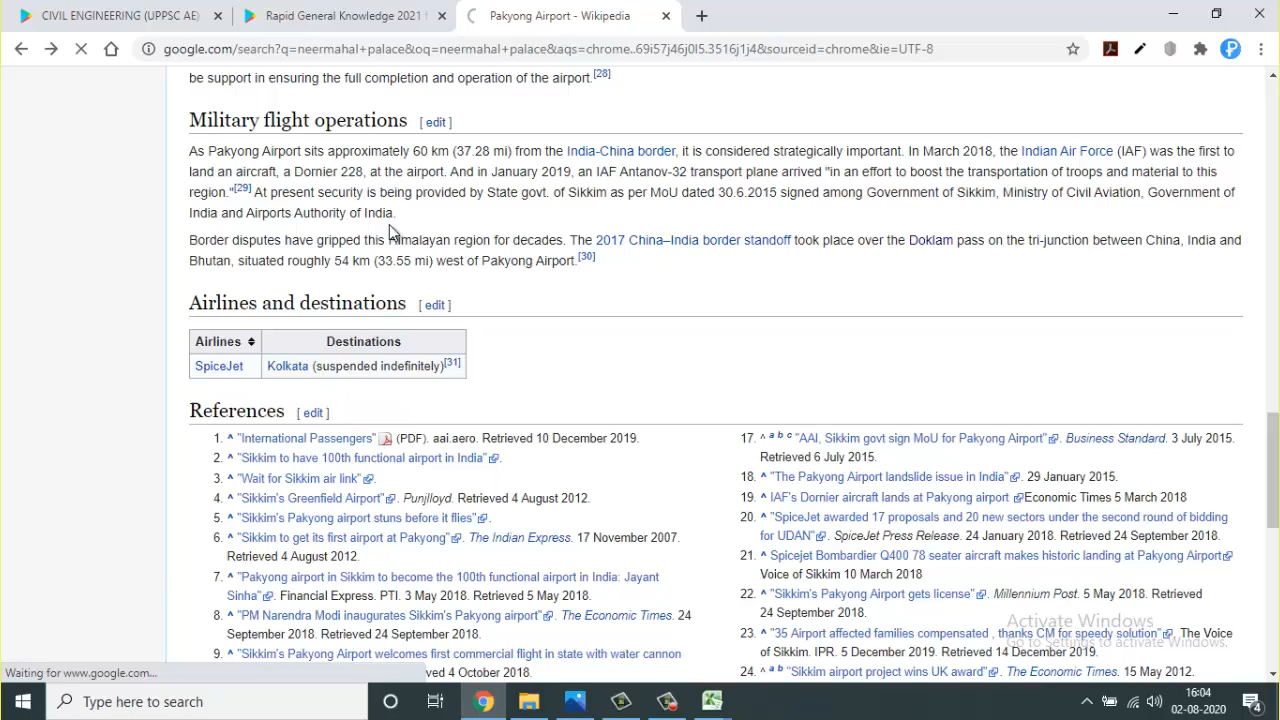 CIVIL ENGINEERING (UPPSC AE)
Rapid General Knowledge 2021 f
Pakyong Airport - Wikipedia
google.com/search?q=neermahal+palace&oq=neermahal+palace&aqs=chrome..69i57j46j0l5.3516j1j4&sourceid=chrome&ie=UTF-8
be support in ensuring the full completion and operation of the airport.[28]
Military flight operations [ edit ]
As Pakyong Airport sits approximately 60 km (37.28 mi) from the India-China border, it is considered strategically important. In March 2018, the Indian Air Force (IAF) was the first to
land an aircraft, a Dornier 228, at the airport. And in January 2019, an IAF Antanov-32 transport plane arrived "in an effort to boost the transportation of troops and material to this
region."[29] At present security is being provided by State govt. of Sikkim as per MoU dated 30.6.2015 signed among Government of Sikkim, Ministry of Civil Aviation, Government of
India and Airports Authority of India.
Border disputes have gripped this Himalayan region for decades. The 2017 China–India border standoff took place over the Doklam pass on the tri-junction between China, India and
Bhutan, situated roughly 54 km (33.55 mi) west of Pakyong Airport.[30]
Airlines and destinations [ edit ]
Airlines Destinations
SpiceJet Kolkata (suspended indefinitely)[31]
References [ edit ]
1. ^ "International Passengers" (PDF). aai.aero. Retrieved 10 December 2019.
2. ^ "Sikkim to have 100th functional airport in India".
3. ^ "Wait for Sikkim air link".
4. ^ "Sikkim's Greenfield Airport". Punjlloyd. Retrieved 4 August 2012.
5. ^ "Sikkim's Pakyong airport stuns before it flies".
6. ^ "Sikkim to get its first airport at Pakyong". The Indian Express. 17 November 2007.
Retrieved 4 August 2012.
7. ^ "Pakyong airport in Sikkim to become the 100th functional airport in India: Jayant
Sinha". Financial Express. PTI. 3 May 2018. Retrieved 5 May 2018.
8. ^ "PM Narendra Modi inaugurates Sikkim's Pakyong airport". The Economic Times. 24
September 2018. Retrieved 24 September 2018.
9. ^ "Sikkim's Pakyong Airport welcomes first commercial flight in state with water cannon
ved 4 October 2018.
17. ^ a b c "AAI, Sikkim govt sign MoU for Pakyong Airport". Business Standard. 3 July 2015.
Retrieved 6 July 2015.
18. ^ "The Pakyong Airport landslide issue in India". 29 January 2015.
19. ^ IAF's Dornier aircraft lands at Pakyong airport Economic Times 5 March 2018
20. ^ "SpiceJet awarded 17 proposals and 20 new sectors under the second round of bidding
for UDAN". SpiceJet Press Release. 24 January 2018. Retrieved 24 September 2018.
21. ^ Spicejet Bombardier Q400 78 seater aircraft makes historic landing at Pakyong Airport
Voice of Sikkim 10 March 2018
22. ^ "Sikkim's Pakyong Airport gets license". Millennium Post. 5 May 2018. Retrieved
24 September 2018.
23. ^ "35 Airport affected families compensated , thanks CM for speedy solution". The Voice
of Sikkim. IPR. 5 December 2019. Retrieved 14 December 2019.
24. ^ a b "Sikkim airport project wins UK award". The Economic Times. 15 May 2012.
Activate Windows
Go to Settings to activate Windows.
Waiting for www.google.com...
Type here to search
16:04
02-08-2020
4